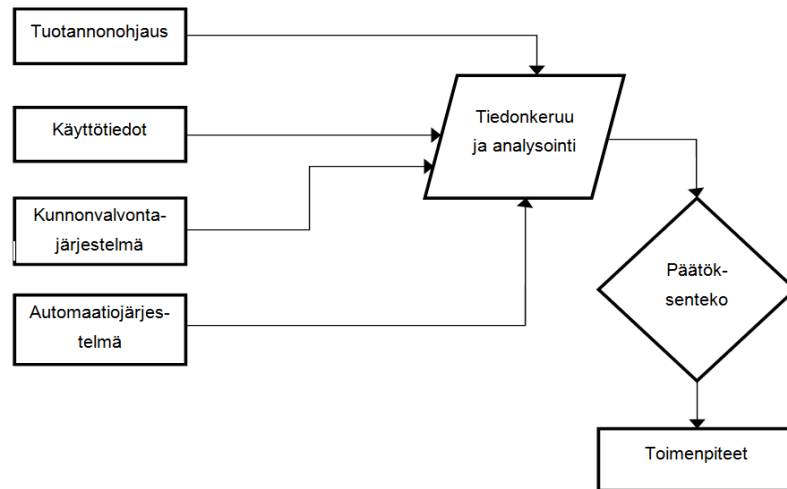 Tuotannonohjaus
Käyttötiedot
Kunnonvalvonta-
järjestelmä
Automaatiojärjes-
telmä
Tiedonkeruu
ja analysointi
Päätök-
senteko
Toimenpiteet